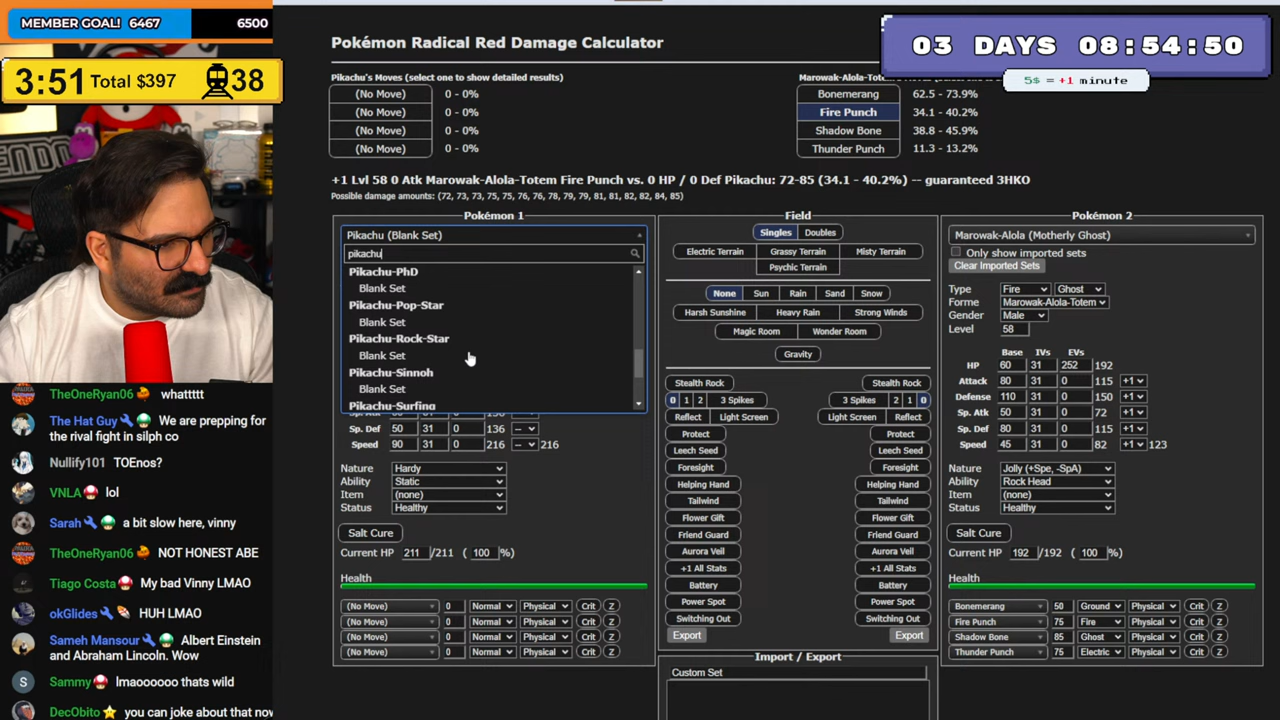 MEMBER GOAL! 6467 6500
3:51 Total $397 38
03 DAYS 08:54:50
5$ = +1 minute
Pokémon Radical Red Damage Calculator
Pikachu's Moves (select one to show detailed results)
(No Move) 0 - 0%
(No Move) 0 - 0%
(No Move) 0 - 0%
(No Move) 0 - 0%
Marowak-Alola-Totem
Bonemerang 62.5 - 73.9%
Fire Punch 34.1 - 40.2%
Shadow Bone 38.8 - 45.9%
Thunder Punch 11.3 - 13.2%
+1 Lvl 58 0 Atk Marowak-Alola-Totem Fire Punch vs. 0 HP / 0 Def Pikachu: 72-85 (34.1 - 40.2%) -- guaranteed 3HKO
Possible damage amounts: (72, 73, 73, 75, 75, 76, 76, 78, 79, 79, 81, 81, 82, 82, 84, 85)
Pokémon 1
Pikachu (Blank Set)
pikachu
Pikachu-PhD
Blank Set
Pikachu-Pop-Star
Blank Set
Pikachu-Rock-Star
Blank Set
Pikachu-Sinnoh
Blank Set
Pikachu-Surfing
Sp. Def 50 31 0 136 --
Speed 90 31 0 216 -- 216
Nature Hardy
Ability Static
Item (none)
Status Healthy
Salt Cure
Current HP 211 /211 ( 100 %)
Health
(No Move) 0 Normal Physical Crit Z
(No Move) 0 Normal Physical Crit Z
(No Move) 0 Normal Physical Crit Z
(No Move) 0 Normal Physical Crit Z
Field
Singles Doubles
Electric Terrain Grassy Terrain Misty Terrain
Psychic Terrain
None Sun Rain Sand Snow
Harsh Sunshine Heavy Rain Strong Winds
Magic Room Wonder Room
Gravity
Stealth Rock Stealth Rock
0 1 2 3 Spikes 3 Spikes 2 1 0
Reflect Light Screen Light Screen Reflect
Protect Protect
Leech Seed Leech Seed
Foresight Foresight
Helping Hand Helping Hand
Tailwind Tailwind
Flower Gift Flower Gift
Friend Guard Friend Guard
Aurora Veil Aurora Veil
+1 All Stats +1 All Stats
Battery Battery
Power Spot Power Spot
Switching Out Switching Out
Export Export
Import / Export
Custom Set
Pokémon 2
Marowak-Alola (Motherly Ghost)
Only show imported sets
Clear Imported Sets
Type Fire Ghost
Forme Marowak-Alola-Totem
Gender Male
Level 58
Base IVs EVs
HP 60 31 252 192
Attack 80 31 0 115 +1
Defense 110 31 0 150 +1
Sp. Atk 50 31 0 72 +1
Sp. Def 80 31 0 115 +1
Speed 45 31 0 82 +1 123
Nature Jolly (+Spe, -SpA)
Ability Rock Head
Item (none)
Status Healthy
Salt Cure
Current HP 192 /192 ( 100 %)
Health
Bonemerang 50 Ground Physical Crit Z
Fire Punch 75 Fire Physical Crit Z
Shadow Bone 85 Ghost Physical Crit Z
Thunder Punch 75 Electric Physical Crit Z
TheOneRyan06 whattttt
The Hat Guy We are prepping for
the rival fight in silph co
Nullify101 TOEnos?
VNLA lol
Sarah a bit slow here, vinny
TheOneRyan06 NOT HONEST ABE
Tiago Costa My bad Vinny LMAO
okGlides HUH LMAO
Sameh Mansour Albert Einstein
and Abraham Lincoln. Wow
S Sammy lmaoooooo thats wild
DecObito you can joke about that now